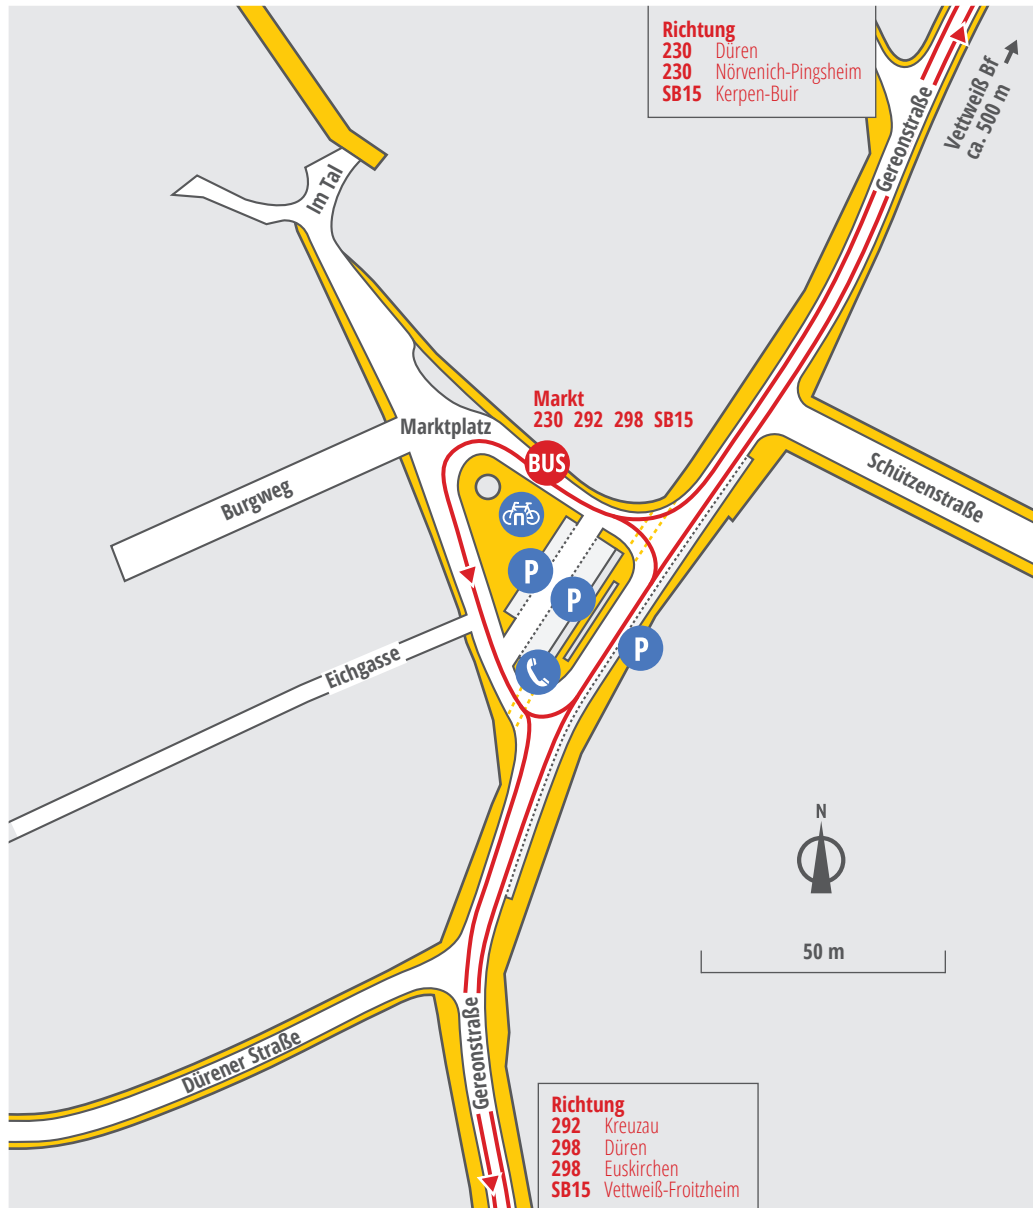 Richtung
230 Düren
230 Nörvenich-Pingsheim
SB15 Kerpen-Buir
Vettweiß Bf
ca. 500 m
Gereonstraße
Im Tal
Markt
230 292 298 SB15
Marktplatz
BUS
Burgweg
Schützenstraße
P
P
P
Eichgasse
N
50 m
Dürener Straße
Gereonstraße
Richtung
292 Kreuzau
298 Düren
298 Euskirchen
SB15 Vettweiß-Froitzheim